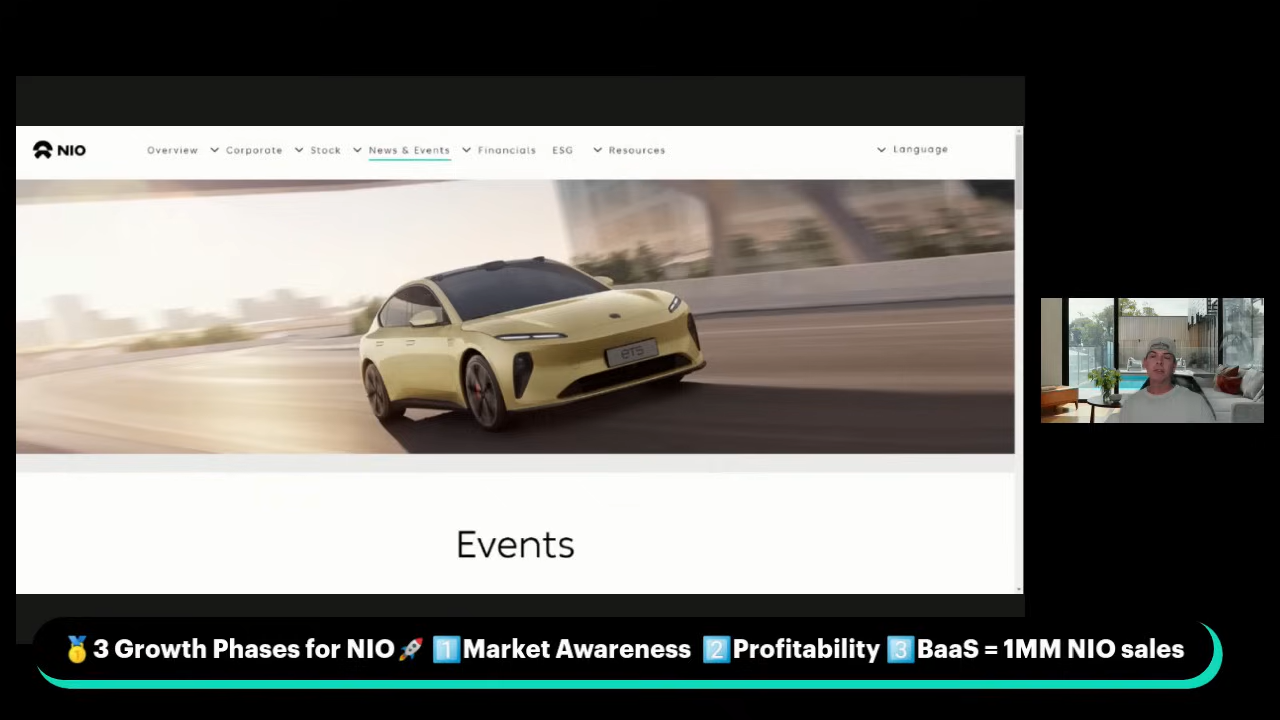 NIO Overview Corporate Stock News & Events Financials ESG Resources Language
ET5
Events
🥇3 Growth Phases for NIO🚀 1️⃣Market Awareness 2️⃣Profitability 3️⃣BaaS = 1MM NIO sales